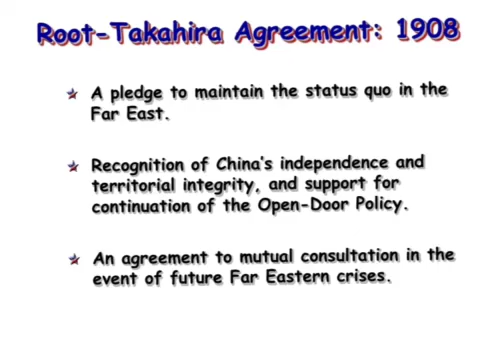 Root-Takahira Agreement: 1908
A pledge to maintain the status quo in the
Far East.
Recognition of China's independence and
territorial integrity, and support for
continuation of the Open-Door Policy.
An agreement to mutual consultation in the
event of future Far Eastern crises.